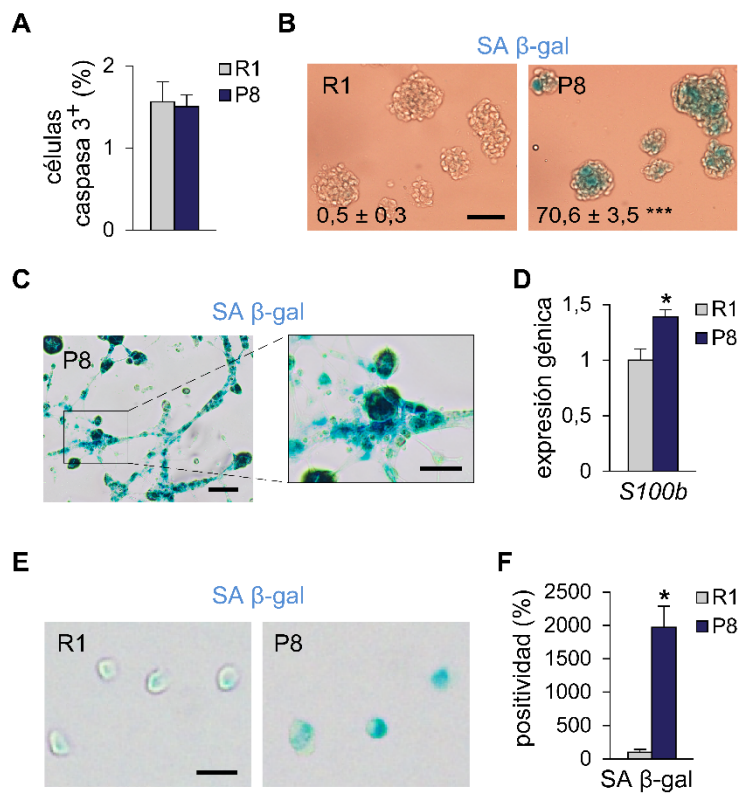 A
células
caspasa 3+ (%)
2
1
0
R1
P8
B
SA β-gal
R1
0,5 ± 0,3
P8
70,6 ± 3,5 ***
C
SA β-gal
P8
D
expresión génica
1,5
1
0,5
0
*
R1
P8
S100b
E
SA β-gal
R1
P8
F
positividad (%)
2500
2000
1500
1000
500
0
*
R1
P8
SA β-gal